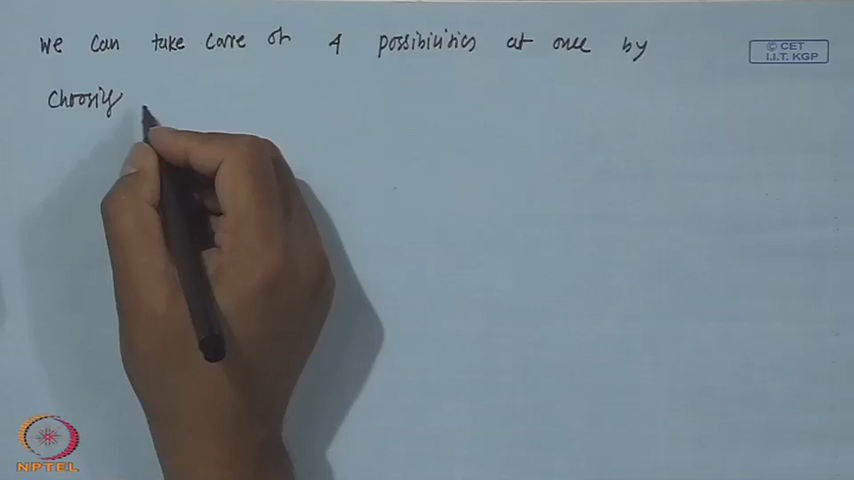 We can take care of 4 possibilities at once by
© CET
I.I.T. KGP
choosing
NPTEL